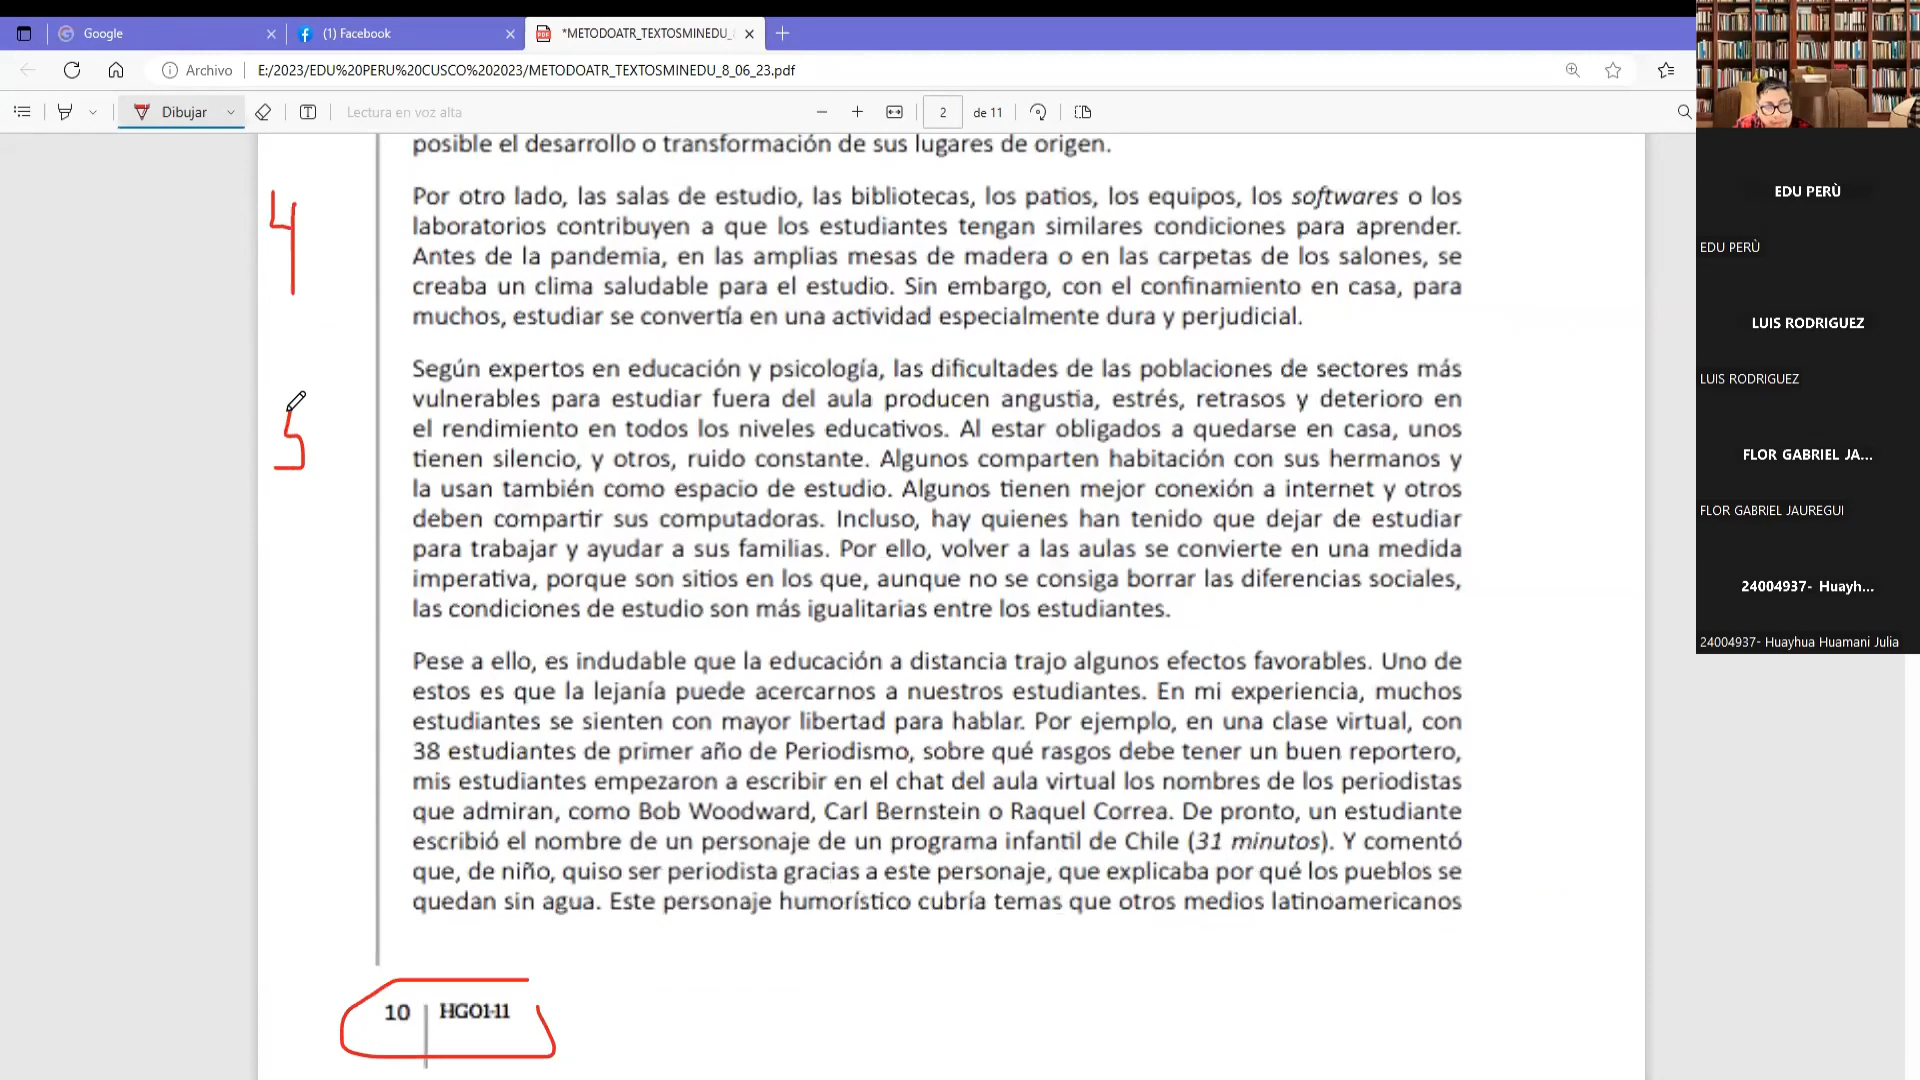 Google
(1) Facebook
*METODOATR_TEXTOSMINEDU_
Archivo
E:/2023/EDU%20PERU%20CUSCO%202023/METODOATR_TEXTOSMINEDU_8_06_23.pdf
Dibujar
Lectura en voz alta
2
de 11
posible el desarrollo o transformación de sus lugares de origen.
4
Por otro lado, las salas de estudio, las bibliotecas, los patios, los equipos, los softwares o los
laboratorios contribuyen a que los estudiantes tengan similares condiciones para aprender.
Antes de la pandemia, en las amplias mesas de madera o en las carpetas de los salones, se
creaba un clima saludable para el estudio. Sin embargo, con el confinamiento en casa, para
muchos, estudiar se convertía en una actividad especialmente dura y perjudicial.
5
Según expertos en educación y psicología, las dificultades de las poblaciones de sectores más
vulnerables para estudiar fuera del aula producen angustia, estrés, retrasos y deterioro en
el rendimiento en todos los niveles educativos. Al estar obligados a quedarse en casa, unos
tienen silencio, y otros, ruido constante. Algunos comparten habitación con sus hermanos y
la usan también como espacio de estudio. Algunos tienen mejor conexión a internet y otros
deben compartir sus computadoras. Incluso, hay quienes han tenido que dejar de estudiar
para trabajar y ayudar a sus familias. Por ello, volver a las aulas se convierte en una medida
imperativa, porque son sitios en los que, aunque no se consiga borrar las diferencias sociales,
las condiciones de estudio son más igualitarias entre los estudiantes.
Pese a ello, es indudable que la educación a distancia trajo algunos efectos favorables. Uno de
estos es que la lejanía puede acercarnos a nuestros estudiantes. En mi experiencia, muchos
estudiantes se sienten con mayor libertad para hablar. Por ejemplo, en una clase virtual, con
38 estudiantes de primer año de Periodismo, sobre qué rasgos debe tener un buen reportero,
mis estudiantes empezaron a escribir en el chat del aula virtual los nombres de los periodistas
que admiran, como Bob Woodward, Carl Bernstein o Raquel Correa. De pronto, un estudiante
escribió el nombre de un personaje de un programa infantil de Chile (31 minutos). Y comentó
que, de niño, quiso ser periodista gracias a este personaje, que explicaba por qué los pueblos se
quedan sin agua. Este personaje humorístico cubría temas que otros medios latinoamericanos
10
HG01-11
EDU PERÙ
EDU PERÙ
LUIS RODRIGUEZ
LUIS RODRIGUEZ
FLOR GABRIEL JA...
FLOR GABRIEL JAUREGUI
24004937- Huayh...
24004937- Huayhua Huamani Julia